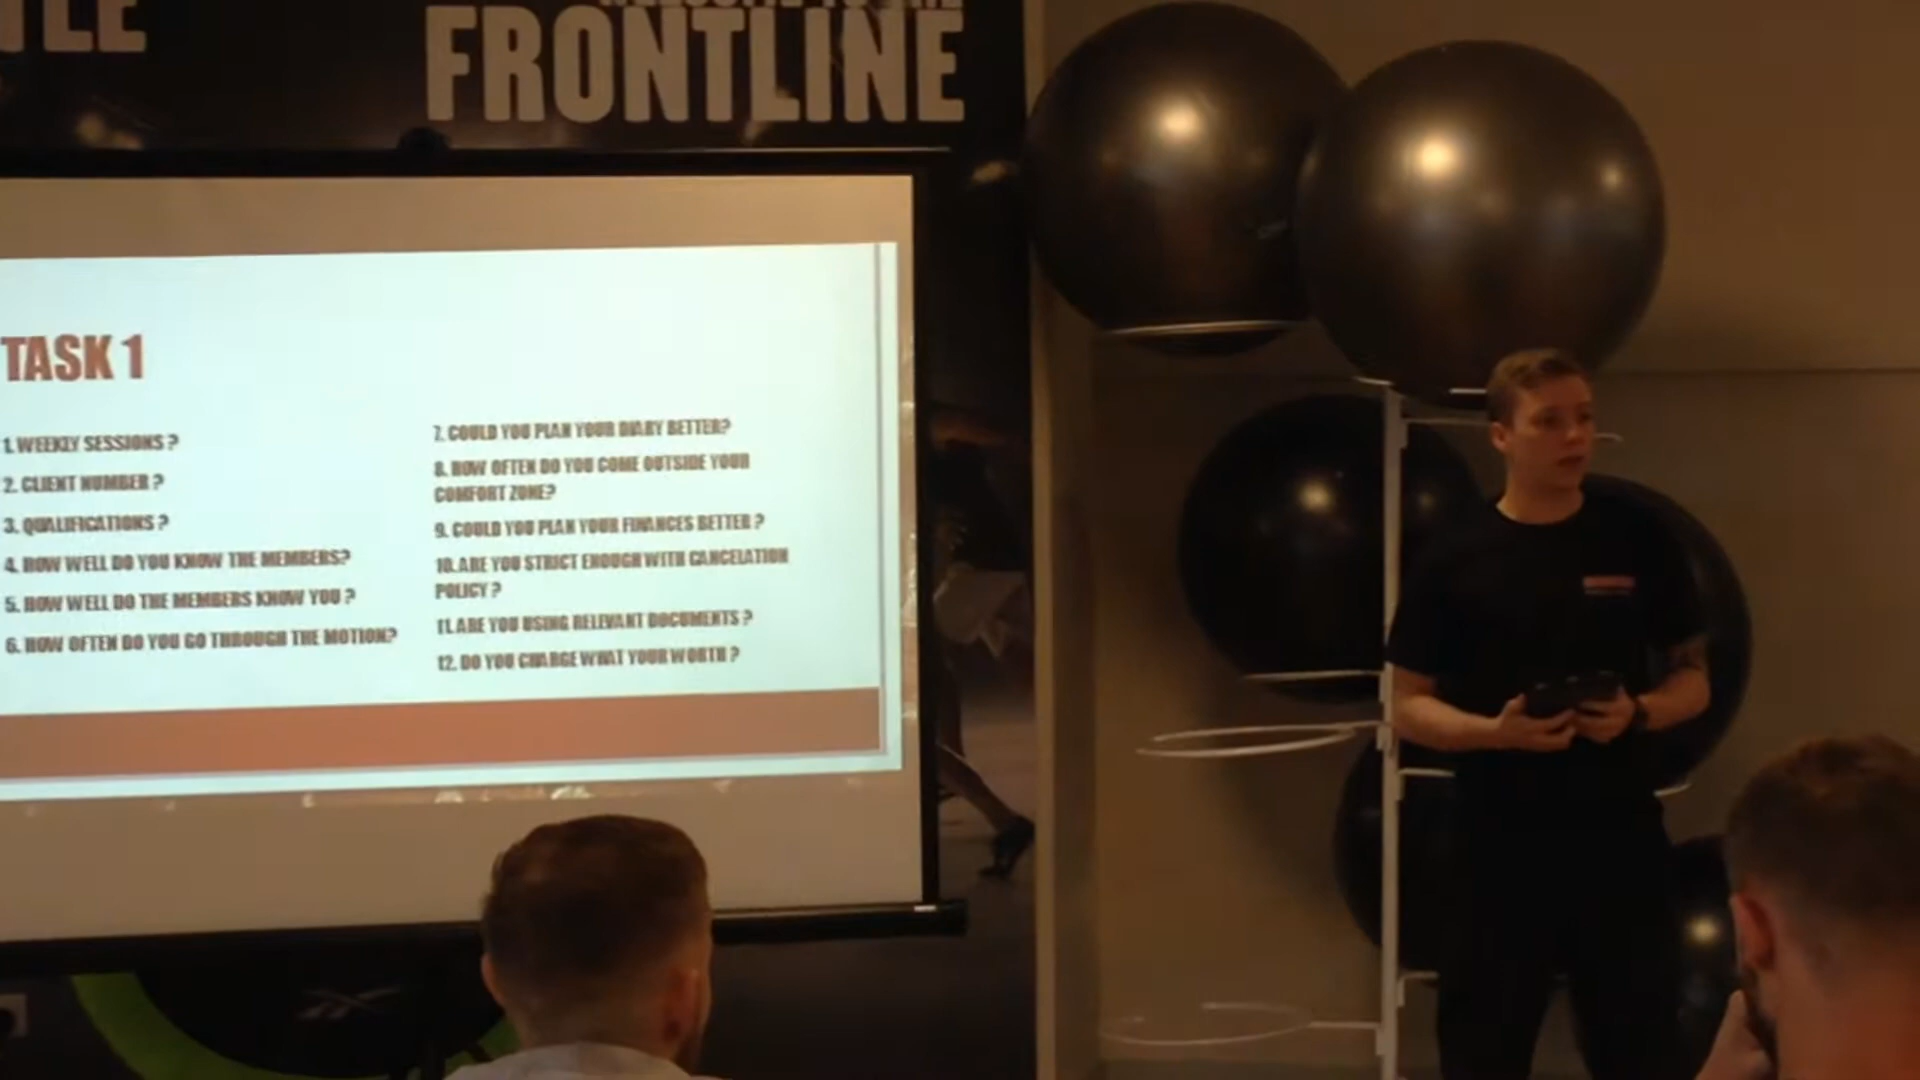 TLE
FRONTLINE
TASK 1
1. WEEKLY SESSIONS ?
2. CLIENT NUMBER ?
3. QUALIFICATIONS ?
4. HOW WELL DO YOU KNOW THE MEMBERS?
5. HOW WELL DO THE MEMBERS KNOW YOU ?
6. HOW OFTEN DO YOU GO THROUGH THE MOTION?
7. COULD YOU PLAN YOUR DIARY BETTER?
8. HOW OFTEN DO YOU COME OUTSIDE YOUR
COMFORT ZONE?
9. COULD YOU PLAN YOUR FINANCES BETTER ?
10. ARE YOU STRICT ENOUGH WITH CANCELATION
POLICY ?
11. ARE YOU USING RELEVANT DOCUMENTS ?
12. DO YOU CHARGE WHAT YOUR WORTH ?